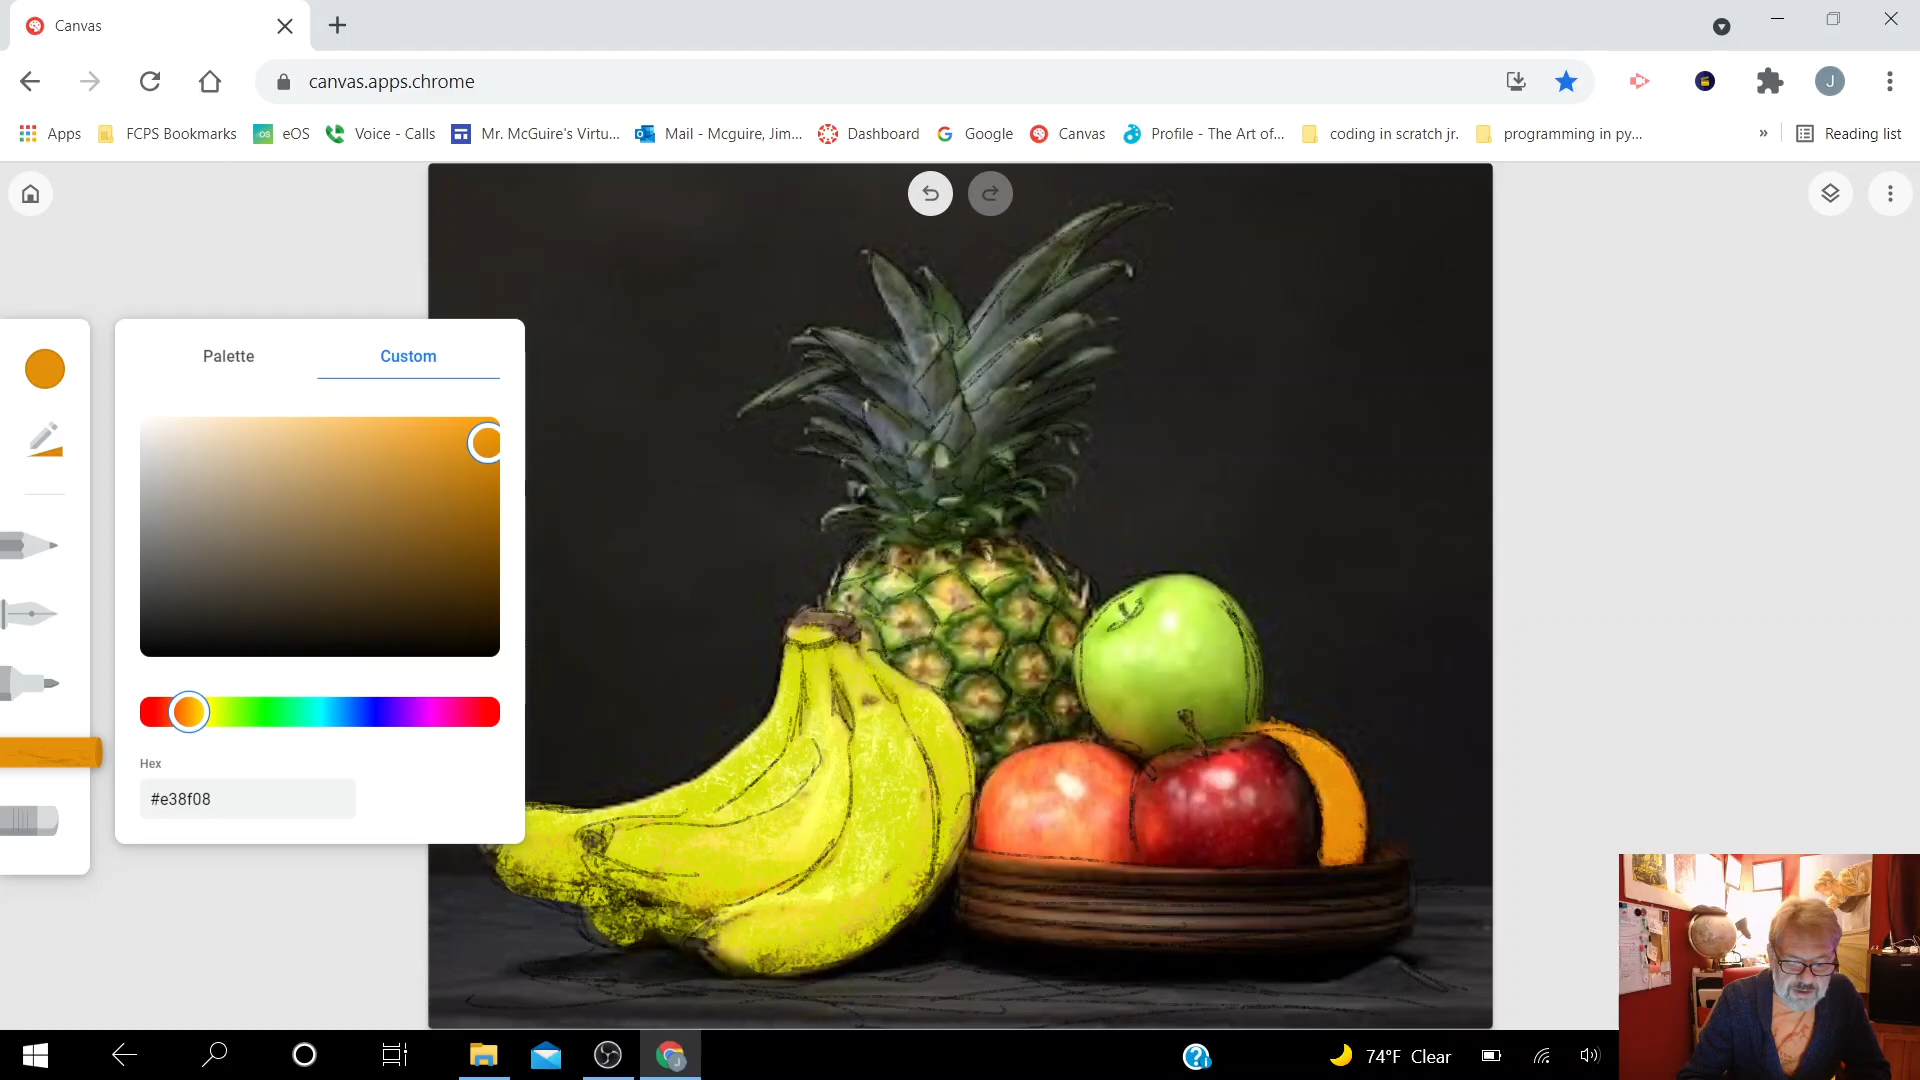 Canvas
canvas.apps.chrome
J
Apps FCPS Bookmarks eOS Voice - Calls Mr. McGuire's Virtu... Mail - Mcguire, Jim... Dashboard Google Canvas Profile - The Art of... coding in scratch jr. programming in py... » Reading list
Palette Custom
Hex
#e38f08
74°F Clear